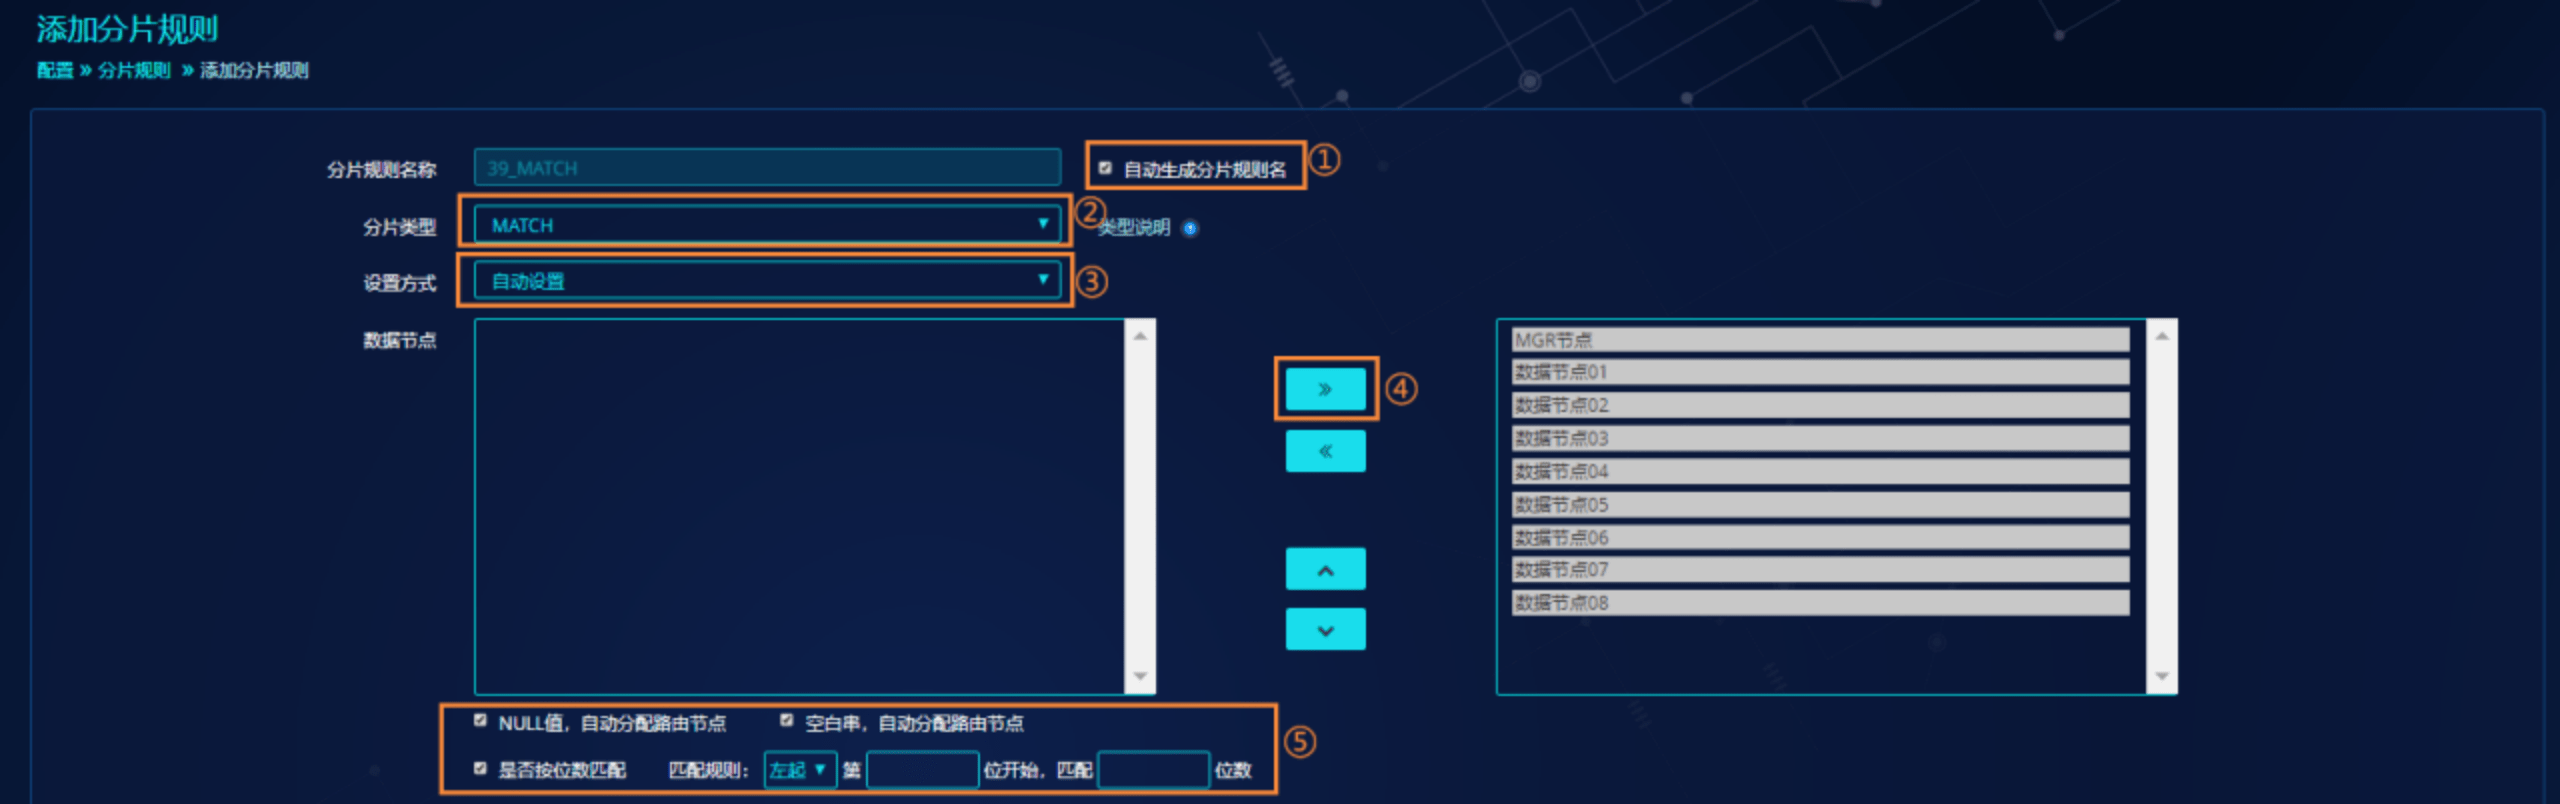 添加分片规则
配置 » 分片规则 » 添加分片规则
分片规则名称 39_MATCH 自动生成分片规则名 ①
分片类型 MATCH ② 类型说明
设置方式 自动设置 ③
数据节点
④
MGR节点
数据节点01
数据节点02
数据节点03
数据节点04
数据节点05
数据节点06
数据节点07
数据节点08
NULL值，自动分配路由节点 空白串，自动分配路由节点 ⑤
是否按位数匹配 匹配规则： 左起 第 位开始，匹配 位数